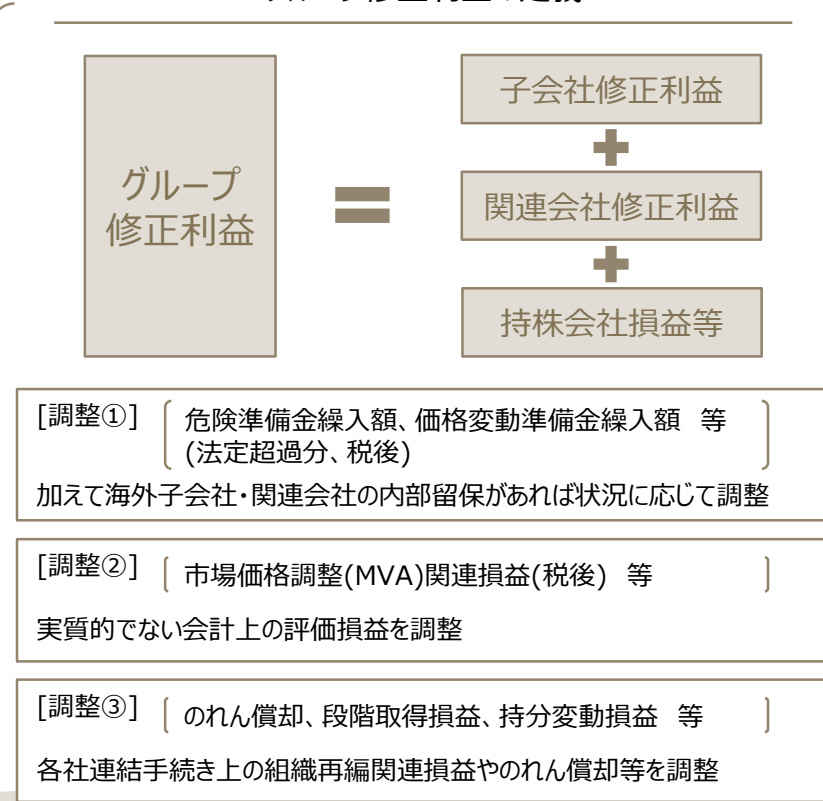 グループ
修正利益
子会社修正利益
関連会社修正利益
持株会社損益等
[調整①] 危険準備金繰入額、価格変動準備金繰入額 等
(法定超過分、税後)
加えて海外子会社・関連会社の内部留保があれば状況に応じて調整
[調整②] 市場価格調整(MVA)関連損益(税後) 等
実質的でない会計上の評価損益を調整
[調整③] のれん償却、段階取得損益、持分変動損益 等
各社連結手続き上の組織再編関連損益やのれん償却等を調整